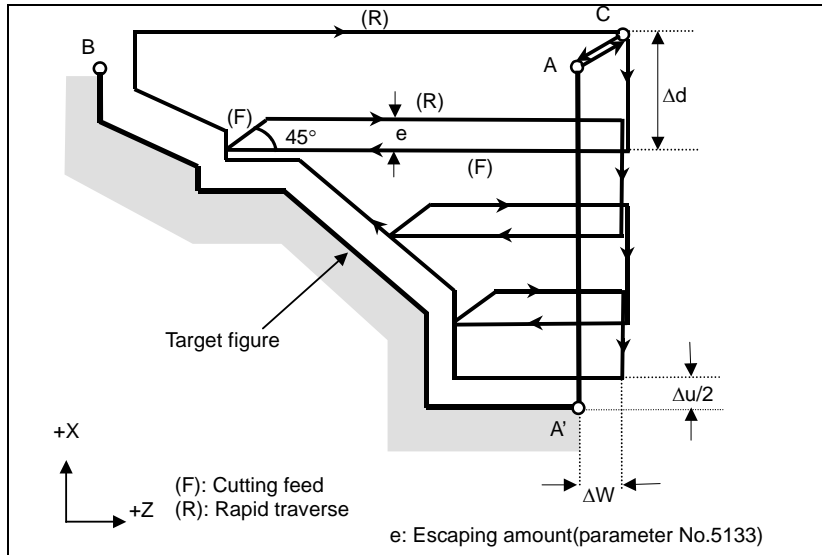 C
(R)
B
A
Δd
(F)
(R)
45°
e
(F)
Target figure
Δu/2
A'
+X
ΔW
(F): Cutting feed
+Z
(R): Rapid traverse
e: Escaping amount(parameter No.5133)